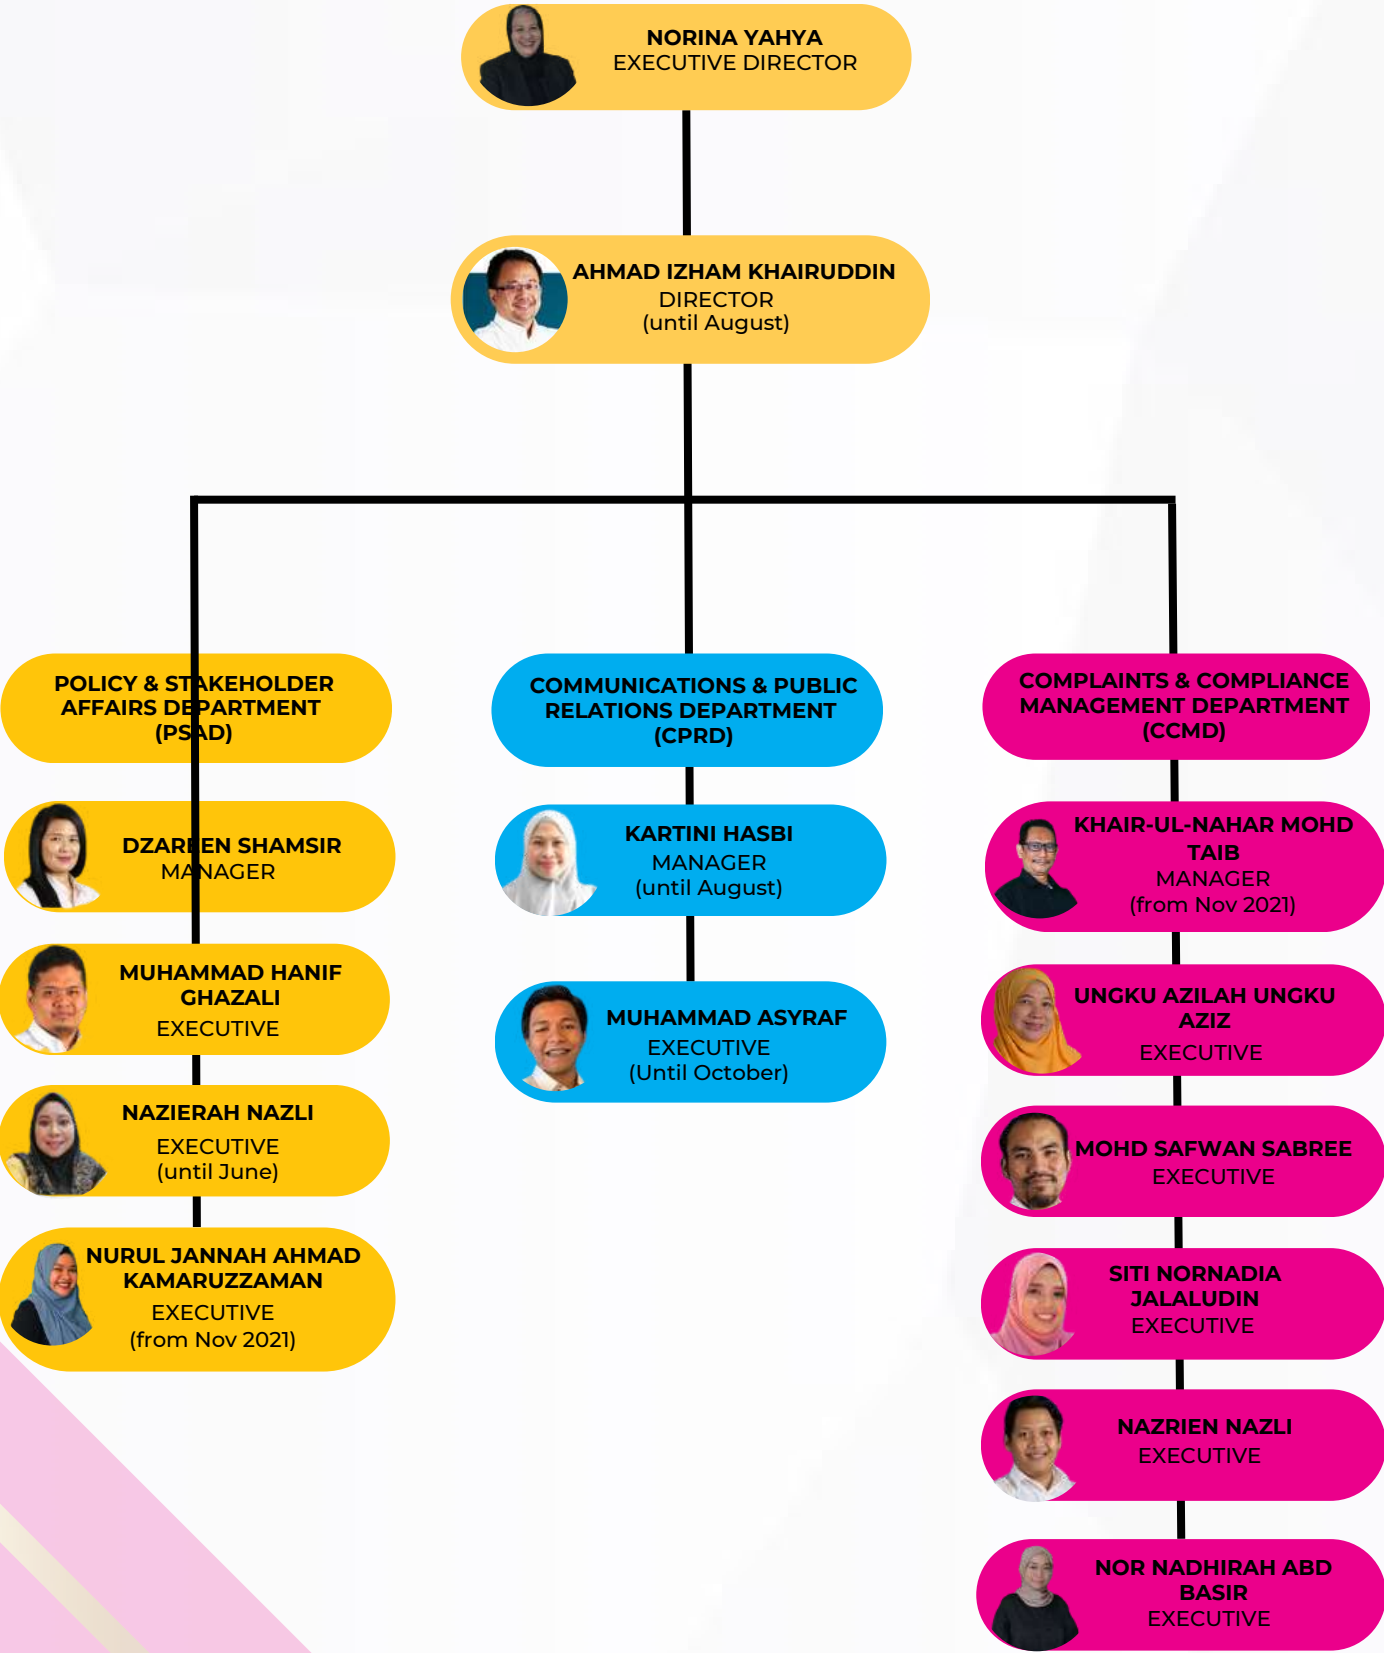 NORINA YAHYA
EXECUTIVE DIRECTOR
AHMAD IZHAM KHAIRUDDIN
DIRECTOR
(until August)
POLICY & STAKEHOLDER
AFFAIRS DEPARTMENT
(PSAD)
DZAREEN SHAMSIR
MANAGER
MUHAMMAD HANIF
GHAZALI
EXECUTIVE
NAZIERAH NAZLI
EXECUTIVE
(until June)
NURUL JANNAH AHMAD
KAMARUZZAMAN
EXECUTIVE
(from Nov 2021)
COMMUNICATIONS & PUBLIC
RELATIONS DEPARTMENT
(CPRD)
KARTINI HASBI
MANAGER
(until August)
MUHAMMAD ASYRAF
EXECUTIVE
(Until October)
COMPLAINTS & COMPLIANCE
MANAGEMENT DEPARTMENT
(CCMD)
KHAIR-UL-NAHAR MOHD
TAIB
MANAGER
(from Nov 2021)
UNGKU AZILAH UNGKU
AZIZ
EXECUTIVE
MOHD SAFWAN SABREE
EXECUTIVE
SITI NORNADIA
JALALUDIN
EXECUTIVE
NAZRIEN NAZLI
EXECUTIVE
NOR NADHIRAH ABD
BASIR
EXECUTIVE